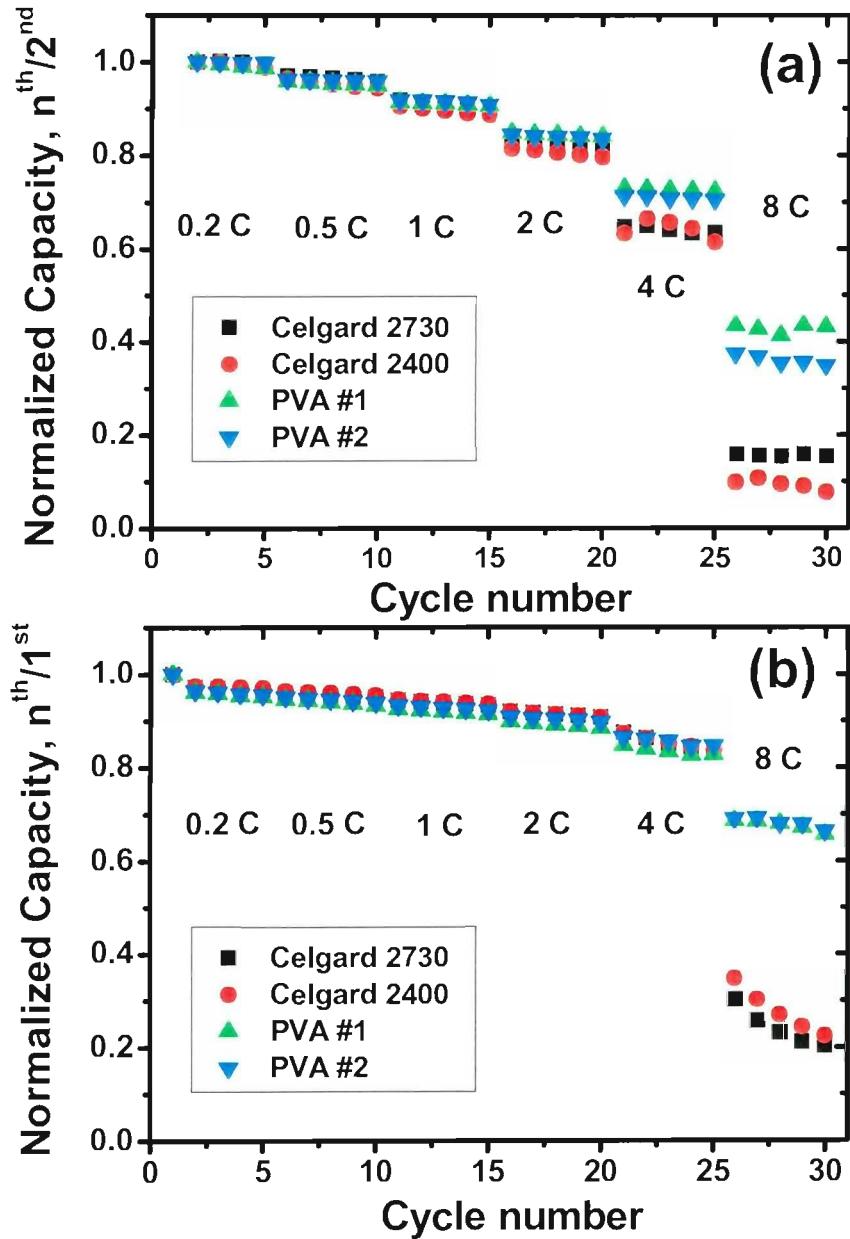 (a)
Normalized Capacity, nth/2nd
1.0
0.8
0.6
0.4
0.2
0.0
0.2 C
0.5 C
1 C
2 C
4 C
8 C
Celgard 2730
Celgard 2400
PVA #1
PVA #2
0 5 10 15 20 25 30
Cycle number
(b)
Normalized Capacity, nth/1st
1.0
0.8
0.6
0.4
0.2
0.0
0.2 C
0.5 C
1 C
2 C
4 C
8 C
Celgard 2730
Celgard 2400
PVA #1
PVA #2
0 5 10 15 20 25 30
Cycle number